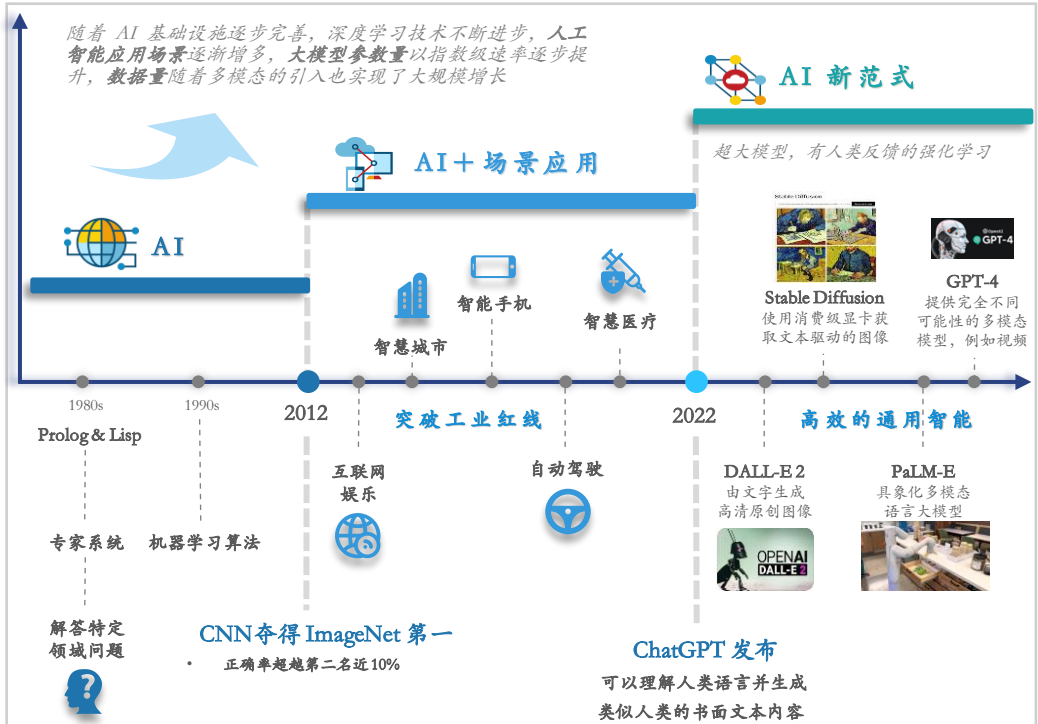 随着 AI 基础设施逐步完善，深度学习技术不断进步，人工
智能应用场景逐渐增多，大模型参数量以指数级速率逐步提
升，数据量随着多模态的引入也实现了大规模增长
AI 新范式
超大模型，有人类反馈的强化学习
AI＋场景应用
AI
Stable Diffusion
@OpenAI
GPT-4
智慧城市
智能手机
智慧医疗
Stable Diffusion
使用消费级显卡获
取文本驱动的图像
GPT-4
提供完全不同
可能性的多模态
模型，例如视频
1980s
1990s
2012
2022
突破工业红线
高效的通用智能
Prolog & Lisp
专家系统
解答特定
领域问题
机器学习算法
互联网
娱乐
自动驾驶
DALL-E 2
由文字生成
高清原创图像
OPENAI
DALL-E 2
PaLM-E
具象化多模态
语言大模型
CNN夺得 ImageNet 第一
• 正确率超越第二名近10%
ChatGPT 发布
可以理解人类语言并生成
类似人类的书面文本内容